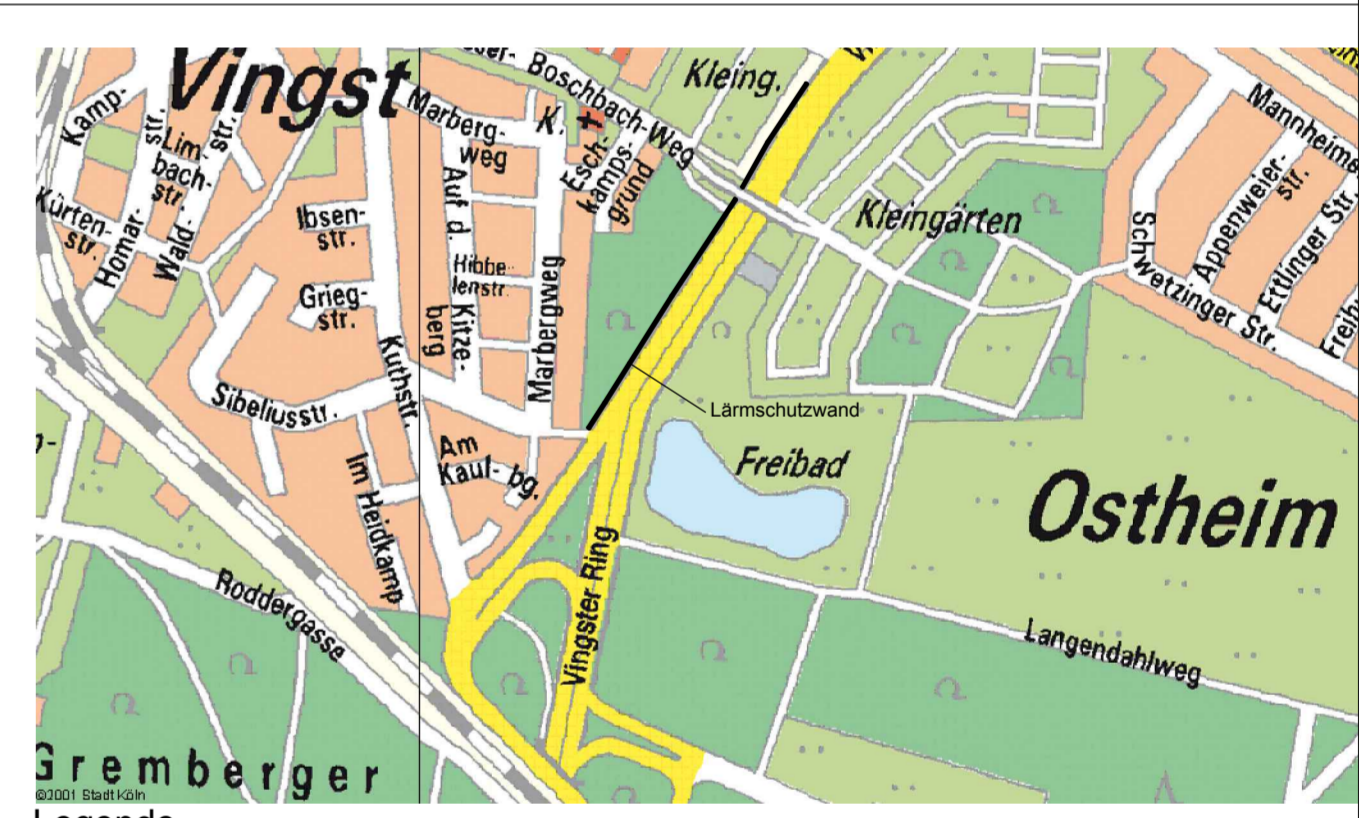 Vingst
Boschbach-Weg
Kleing.
Kamp-
str.
Lim-
bach-
str.
str.
Marberg-
weg
K.
Esch-
kamps-
grund
Mannheime
Kürten-
str.
Homar-
Wald-
Ibsen-
str.
Auf d.
Hibbe-
lenstr.
Kitze-
berg
Marbergweg
Kleingärten
Schwetzinger Str.
Appenweier-
str.
Ettlinger Str.
Freib
Grieg-
str.
Kuthstr.
Sibeliusstr.
Lärmschutzwand
Am
Kaul-bg.
Freibad
Ostheim
Im Heidkamp
Vingster Ring
Roddergasse
Langendahlweg
Gremberger
©2001 Stadt Köln